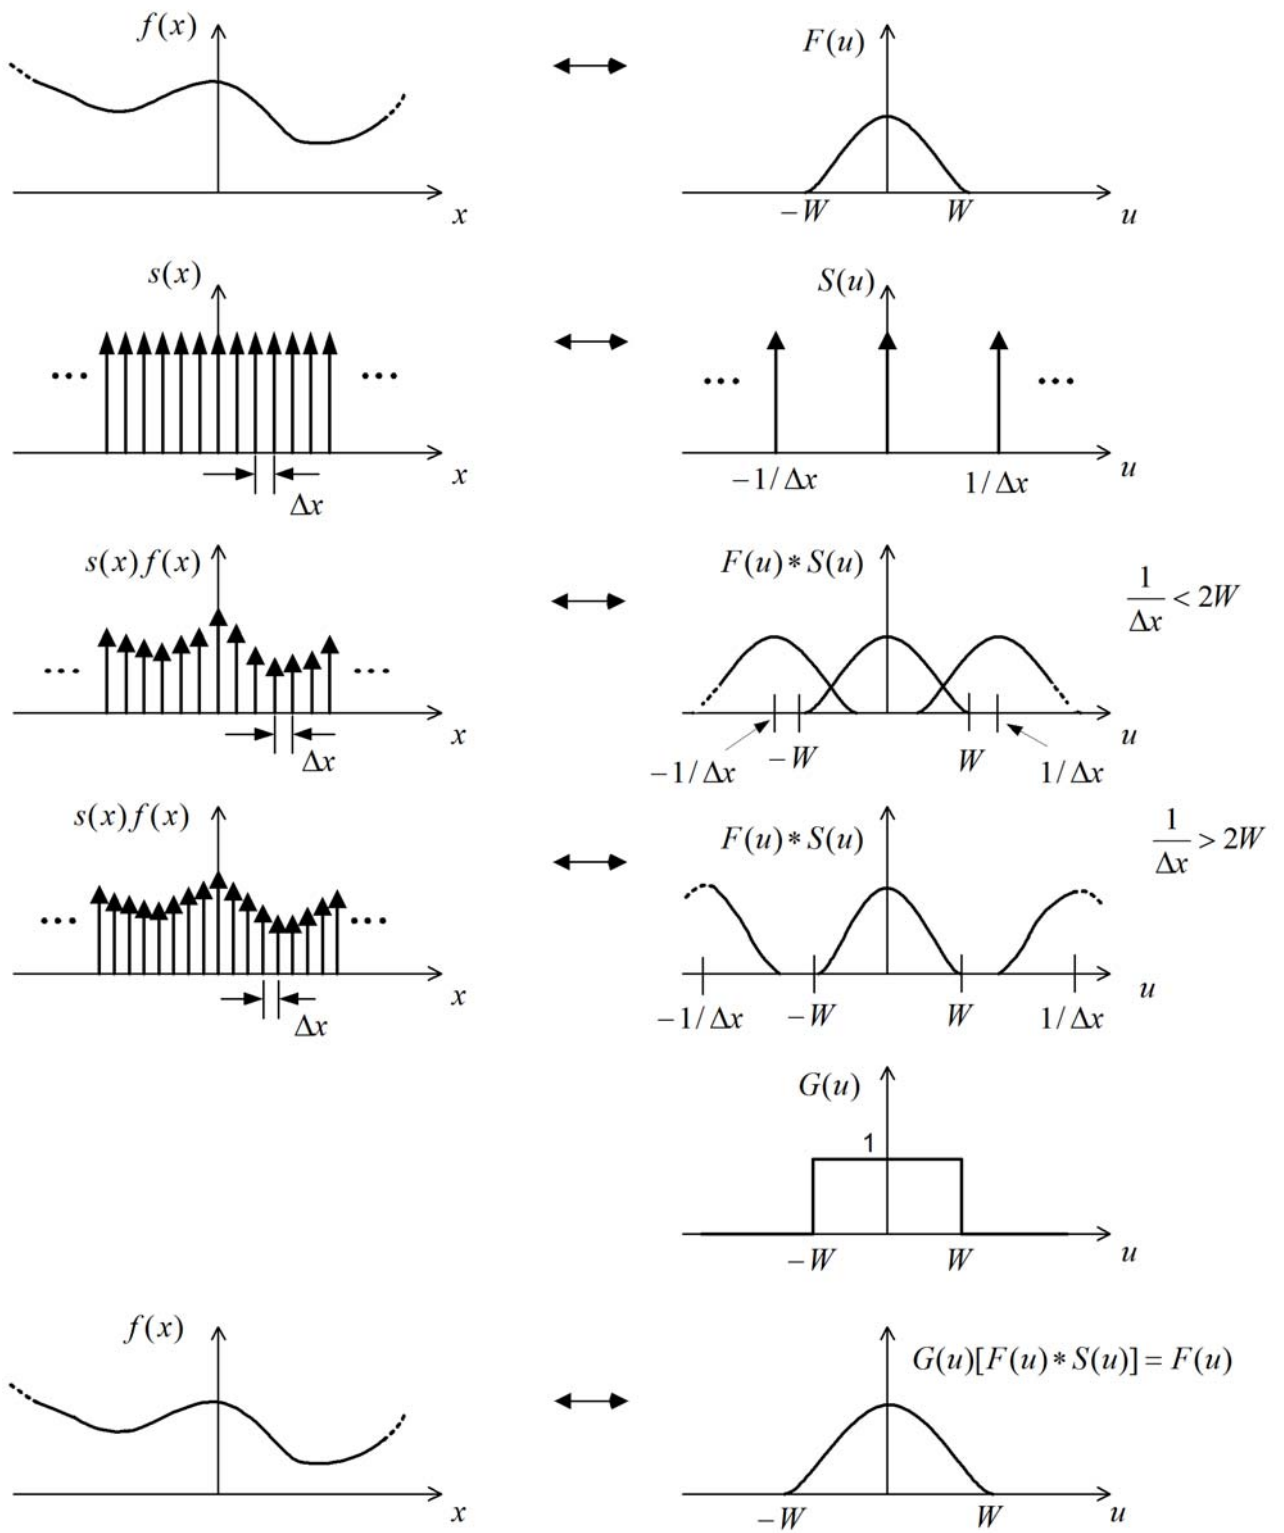 f(x)
F(u)
x
−W
W
u
s(x)
S(u)
x
Δx
−1/Δx
1/Δx
u
s(x)f(x)
F(u)∗S(u)
1/Δx < 2W
x
Δx
−1/Δx
−W
W
1/Δx
u
s(x)f(x)
F(u)∗S(u)
1/Δx > 2W
x
Δx
−1/Δx
−W
W
1/Δx
u
G(u)
1
−W
W
u
f(x)
G(u)[F(u)∗S(u)] = F(u)
x
−W
W
u